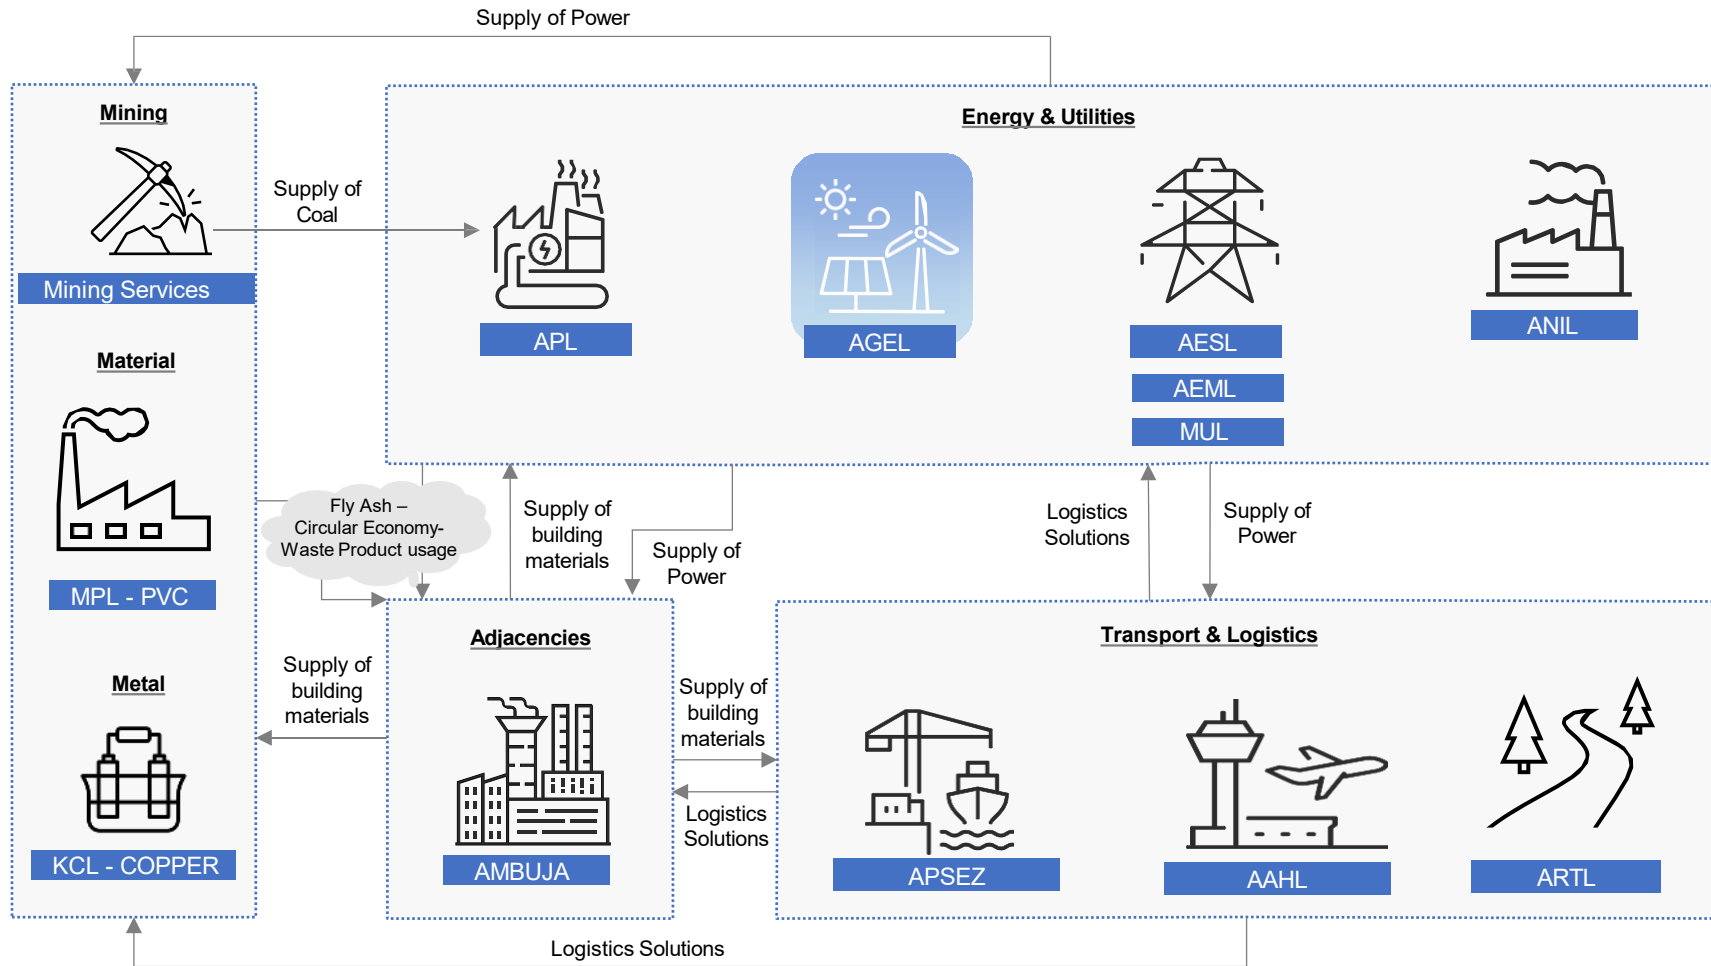 Supply of Power
Mining
Energy & Utilities
Supply of
Coal
Mining Services
APL
AGEL
AESL
AEML
MUL
ANIL
Material
MPL - PVC
Fly Ash –
Circular Economy-
Waste Product usage
Supply of
building
materials
Supply of
Power
Logistics
Solutions
Supply of
Power
Metal
KCL - COPPER
Supply of
building
materials
Adjacencies
AMBUJA
Supply of
building
materials
Logistics
Solutions
Transport & Logistics
APSEZ
AAHL
ARTL
Logistics Solutions